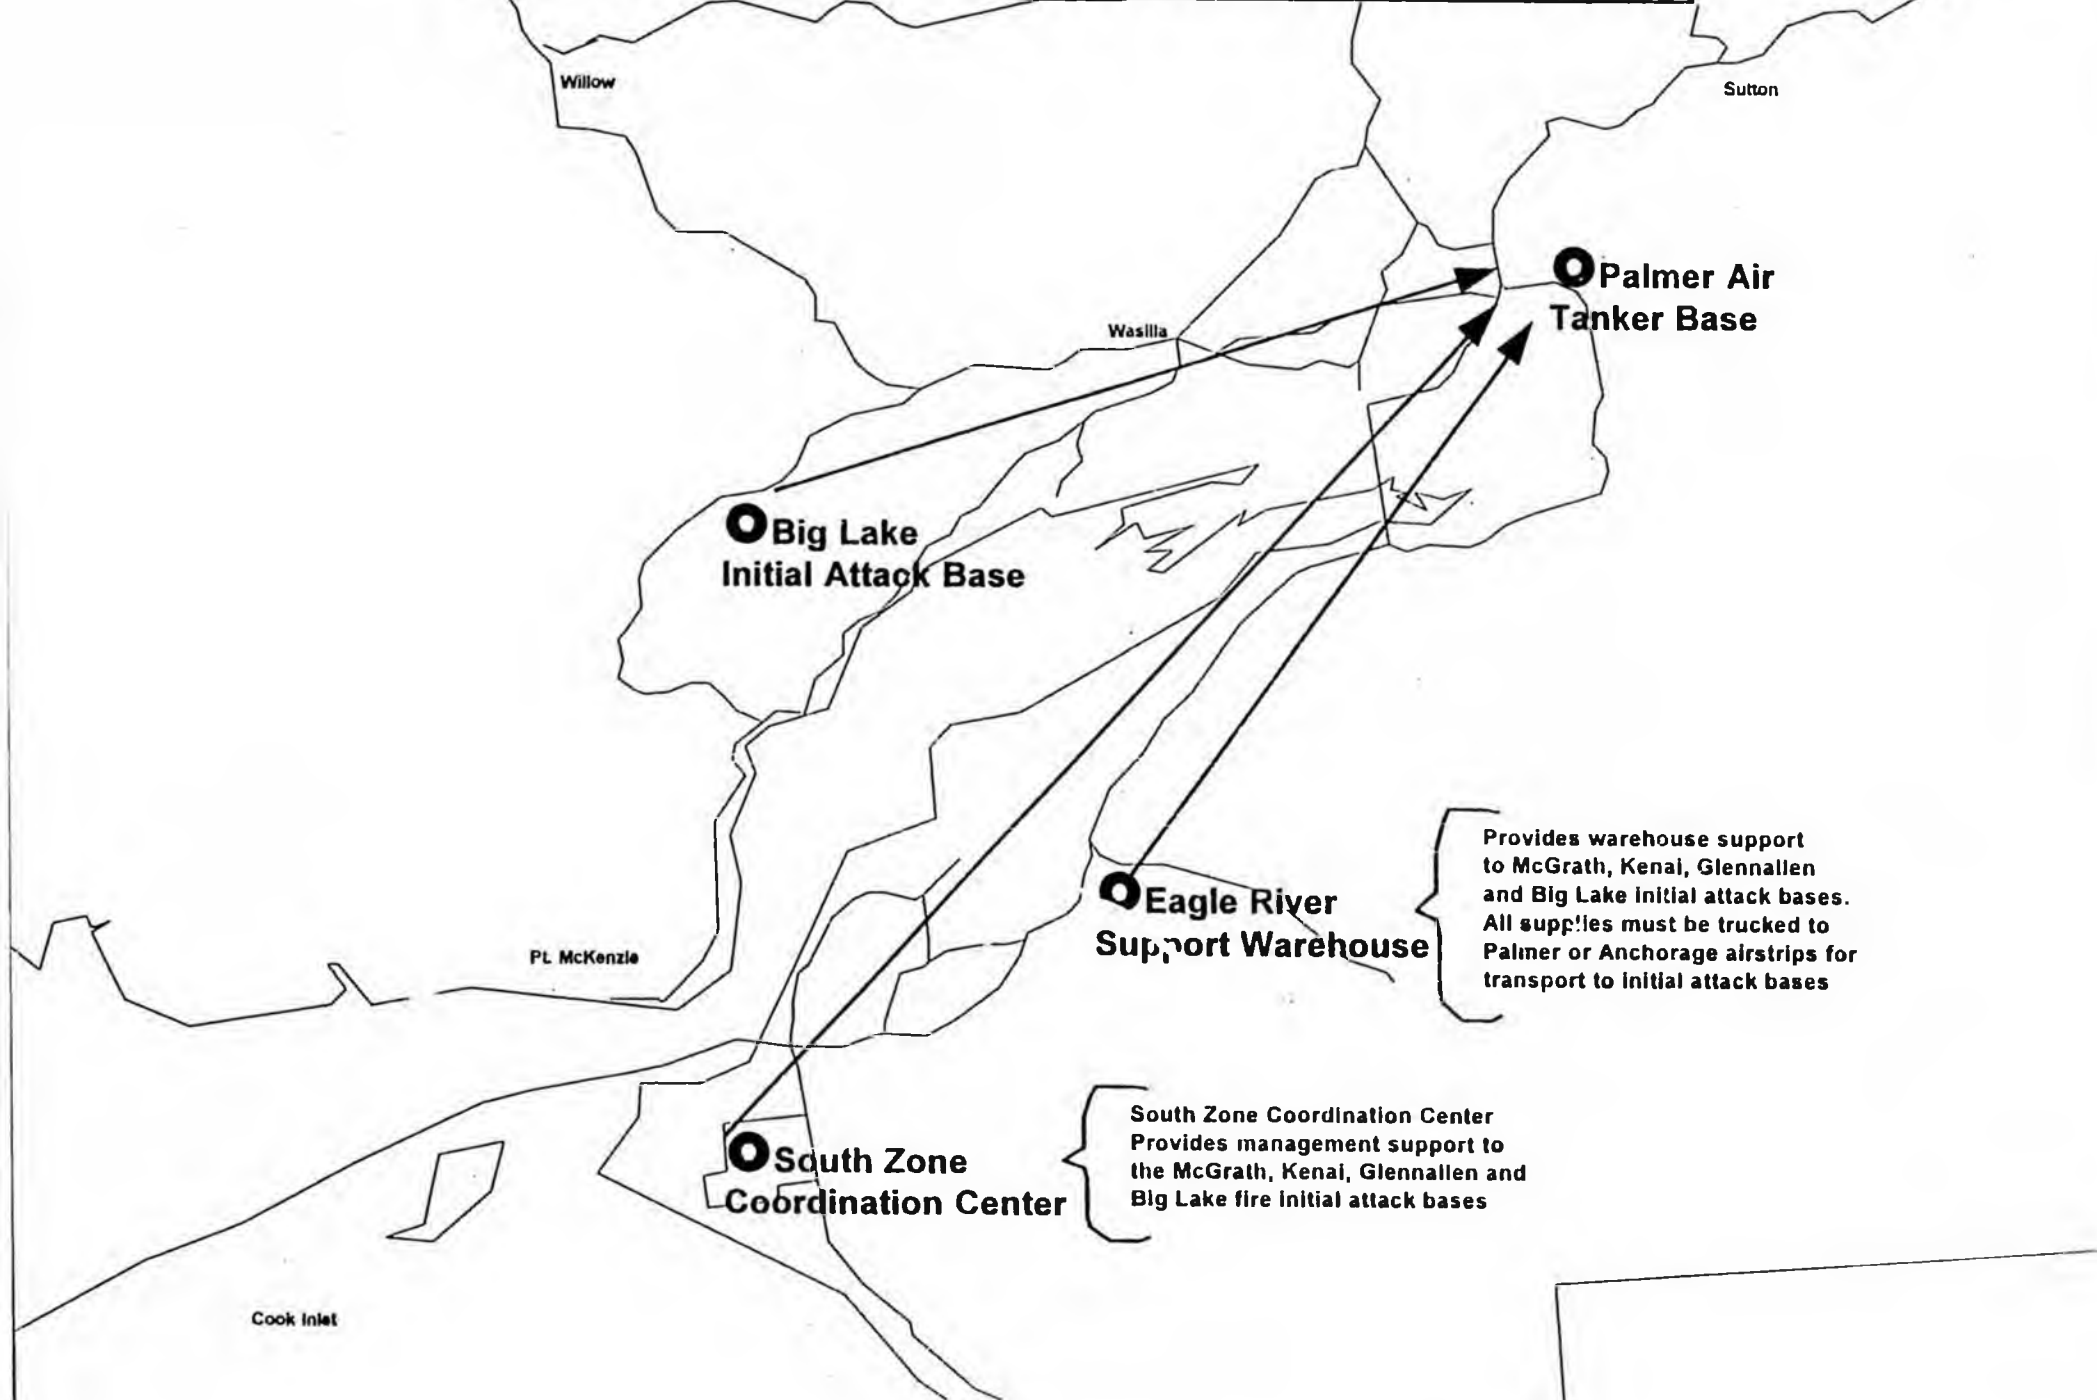 Willow
Sutton
Palmer Air
Tanker Base
Wasilla
Big Lake
Initial Attack Base
Provides warehouse support
to McGrath, Kenai, Glennallen
and Big Lake initial attack bases.
All supplies must be trucked to
Palmer or Anchorage airstrips for
transport to initial attack bases
Eagle River
Support Warehouse
Pt. McKenzie
South Zone Coordination Center
Provides management support to
the McGrath, Kenai, Glennallen and
Big Lake fire initial attack bases
South Zone
Coordination Center
Cook Inlet